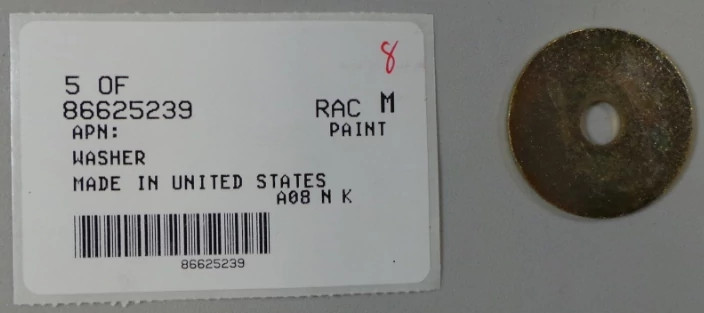 8
5 OF
86625239 RAC M
APN: PAINT
WASHER
MADE IN UNITED STATES
A08 N K
86625239